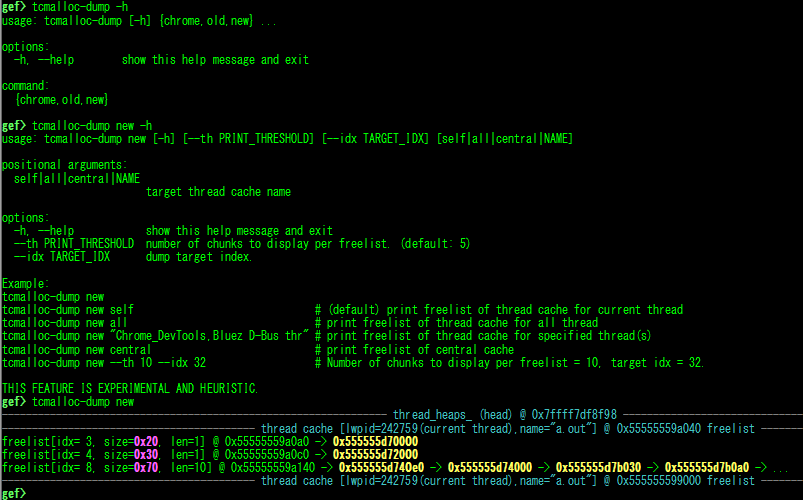 gef> tcmalloc-dump -h
usage: tcmalloc-dump [-h] {chrome,old,new} ...
options:
-h, --help show this help message and exit
command:
{chrome,old,new}
gef> tcmalloc-dump new -h
usage: tcmalloc-dump new [-h] [--th PRINT_THRESHOLD] [--idx TARGET_IDX] [self|all|central|NAME]
positional arguments:
self|all|central|NAME
target thread cache name
options:
-h, --help show this help message and exit
--th PRINT_THRESHOLD number of chunks to display per freelist. (default: 5)
--idx TARGET_IDX dump target index.
Example:
tcmalloc-dump new
tcmalloc-dump new self # (default) print freelist of thread cache for current thread
tcmalloc-dump new all # print freelist of thread cache for all thread
tcmalloc-dump new "Chrome_DevTools,Bluez D-Bus thr" # print freelist of thread cache for specified thread(s)
tcmalloc-dump new central # print freelist of central cache
tcmalloc-dump new --th 10 --idx 32 # Number of chunks to display per freelist = 10, target idx = 32.
THIS FEATURE IS EXPERIMENTAL AND HEURISTIC.
gef> tcmalloc-dump new
thread_heaps_ (head) @ 0x7ffff7df8f98
thread cache [lwpid=242759(current thread),name="a.out"] @ 0x55555559a040 freelist
freelist[idx= 3, size=0x20, len=1] @ 0x55555559a0a0 -> 0x555555d70000
freelist[idx= 4, size=0x30, len=1] @ 0x55555559a0c0 -> 0x555555d72000
freelist[idx= 8, size=0x70, len=10] @ 0x55555559a140 -> 0x555555d740e0 -> 0x555555d74000 -> 0x555555d7b030 -> 0x555555d7b0a0 -> ...
thread cache [lwpid=242759(current thread),name="a.out"] @ 0x555555599000 freelist
gef>